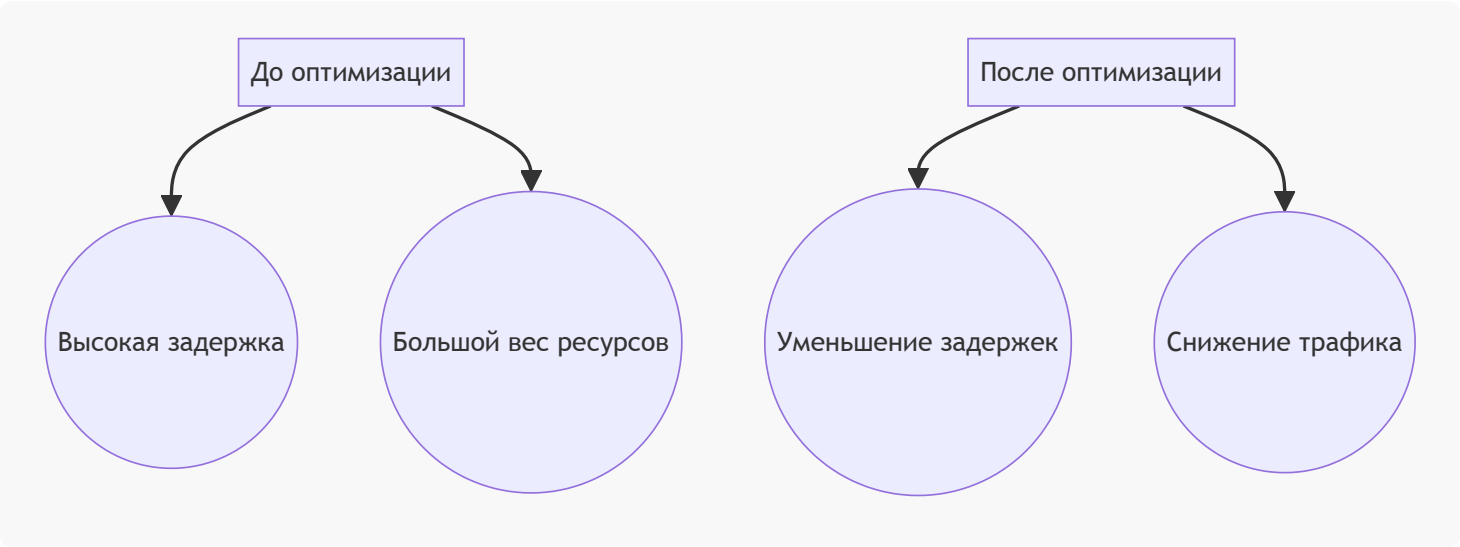 До оптимизации
После оптимизации
Высокая задержка
Большой вес ресурсов
Уменьшение задержек
Снижение трафика